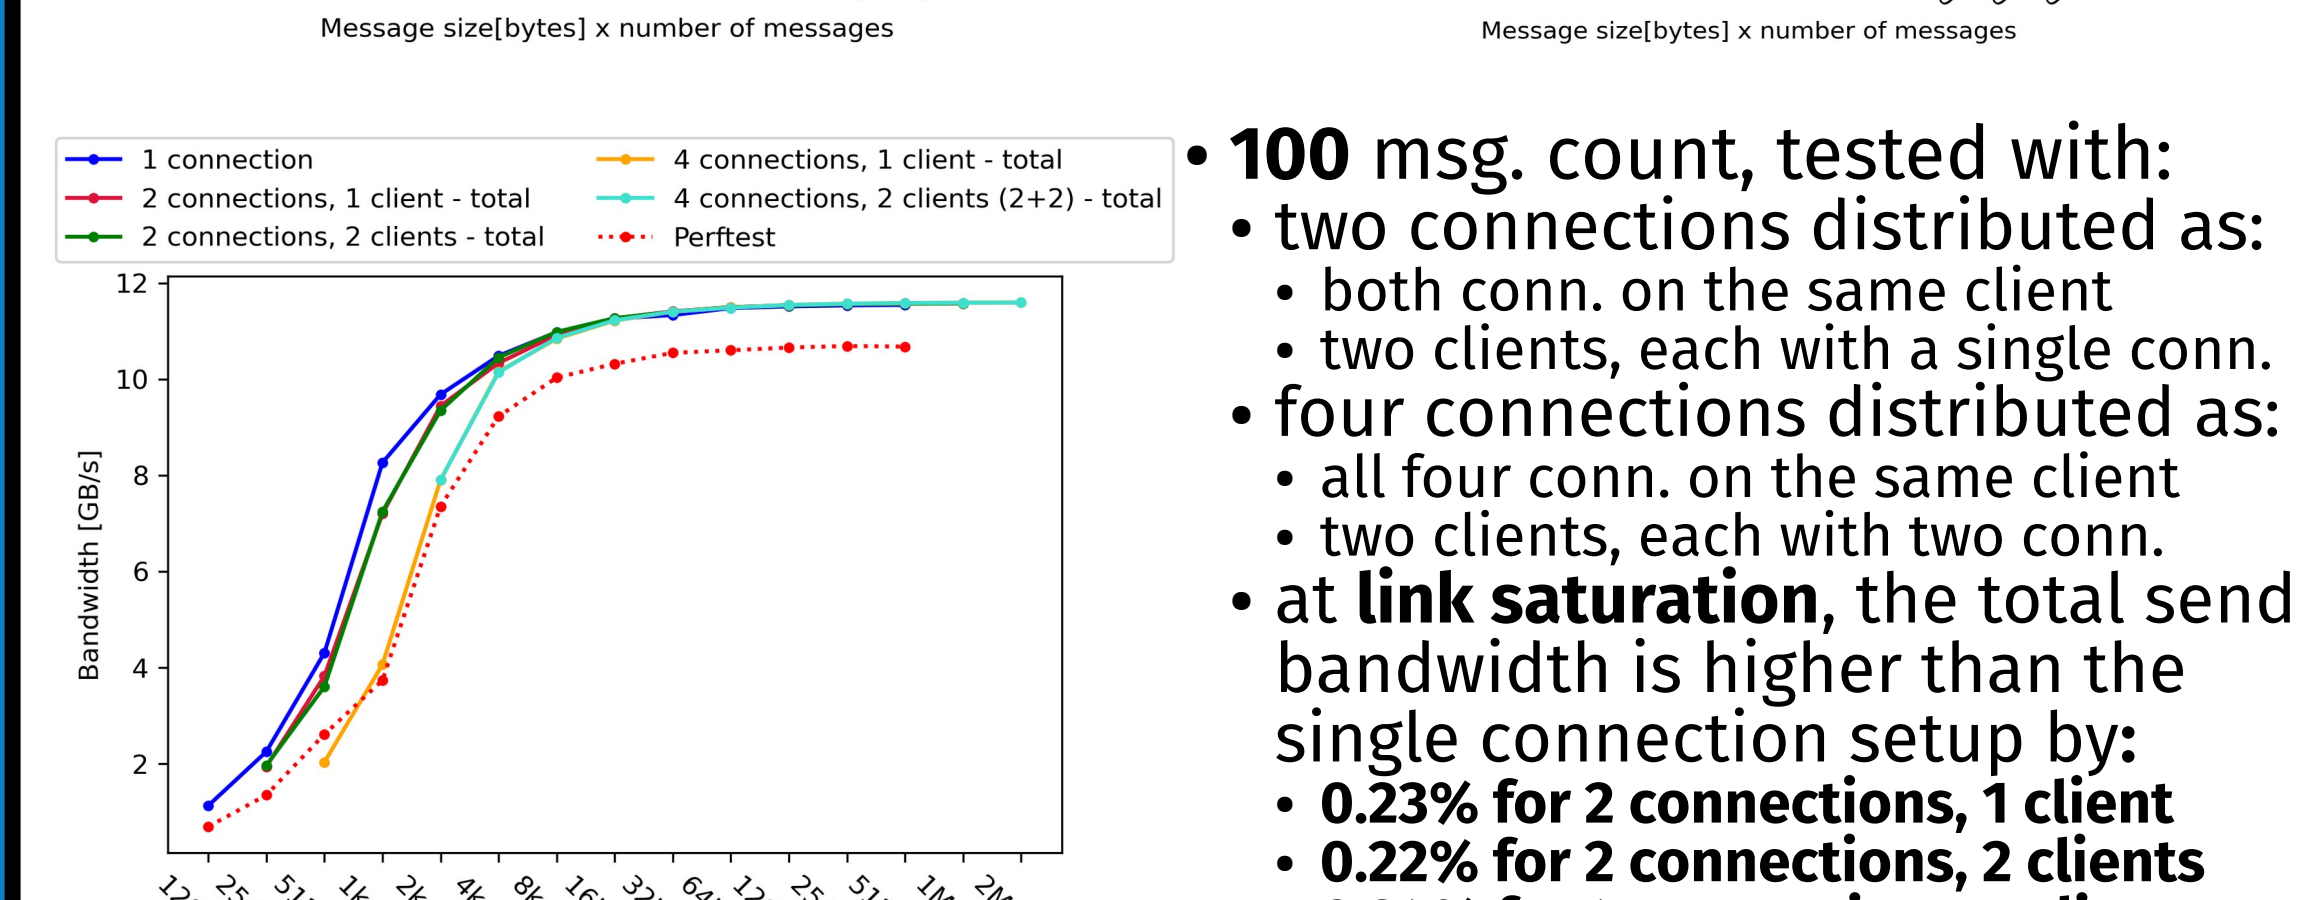 Message size[bytes] x number of messages
Message size[bytes] x number of messages
1 connection
2 connections, 1 client - total
2 connections, 2 clients - total
4 connections, 1 client - total
4 connections, 2 clients (2+2) - total
Perftest
12
10
8
6
4
2
Bandwidth [GB/s]
• 100 msg. count, tested with:
• two connections distributed as:
• both conn. on the same client
• two clients, each with a single conn.
• four connections distributed as:
• all four conn. on the same client
• two clients, each with two conn.
• at link saturation, the total send
bandwidth is higher than the
single connection setup by:
• 0.23% for 2 connections, 1 client
• 0.22% for 2 connections, 2 clients